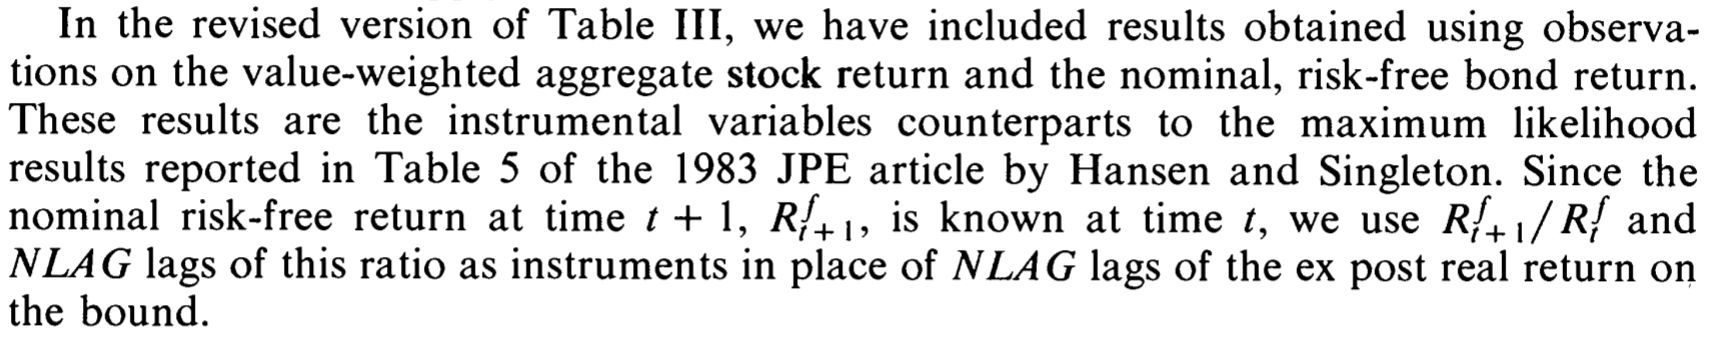 In the revised version of Table III, we have included results obtained using observa-
tions on the value-weighted aggregate stock return and the nominal, risk-free bond return.
These results are the instrumental variables counterparts to the maximum likelihood
results reported in Table 5 of the 1983 JPE article by Hansen and Singleton. Since the
nominal risk-free return at time t + 1, R^f_{t+1}, is known at time t, we use R^f_{t+1}/R^f_t and
NLAG lags of this ratio as instruments in place of NLAG lags of the ex post real return on
the bound.